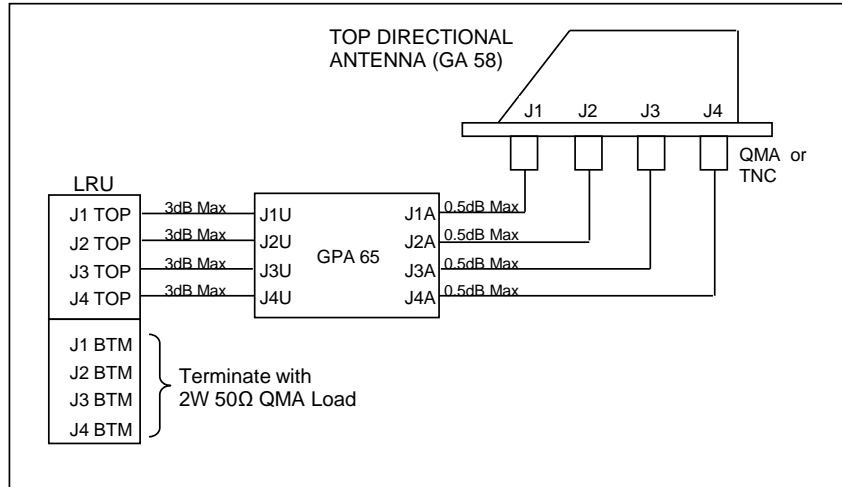 TOP DIRECTIONAL
ANTENNA (GA 58)
J1 J2 J3 J4
QMA or
TNC
LRU
J1 TOP 3dB Max J1U J1A 0.5dB Max
J2 TOP 3dB Max J2U J2A 0.5dB Max
GPA 65
J3 TOP 3dB Max J3U J3A 0.5dB Max
J4 TOP 3dB Max J4U J4A 0.5dB Max
J1 BTM
J2 BTM
J3 BTM
J4 BTM
Terminate with
2W 50Ω QMA Load